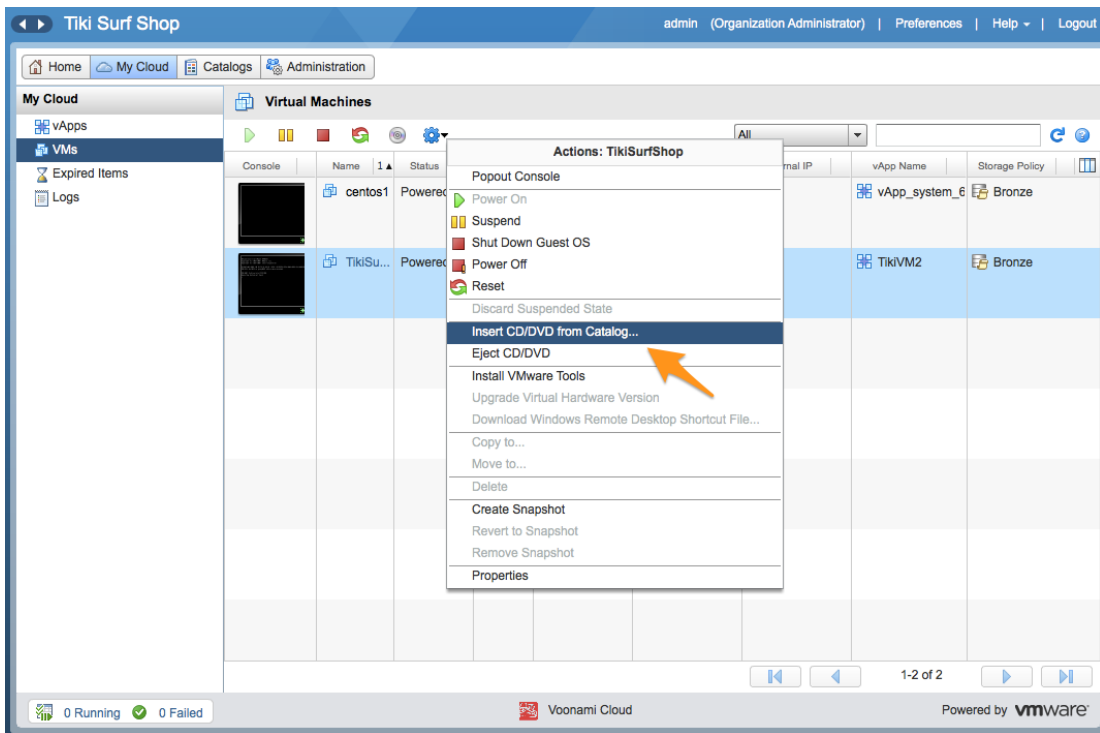 Tiki Surf Shop admin (Organization Administrator) | Preferences | Help | Logout
Home My Cloud Catalogs Administration
My Cloud
Virtual Machines
vApps
VMs
Expired Items
Logs
All
Console Name 1 Status rnal IP vApp Name Storage Policy
centos1 Powered vApp_system_6 Bronze
TikiSu... Powered TikiVM2 Bronze
Actions: TikiSurfShop
Popout Console
Power On
Suspend
Shut Down Guest OS
Power Off
Reset
Discard Suspended State
Insert CD/DVD from Catalog...
Eject CD/DVD
Install VMware Tools
Upgrade Virtual Hardware Version
Download Windows Remote Desktop Shortcut File...
Copy to...
Move to...
Delete
Create Snapshot
Revert to Snapshot
Remove Snapshot
Properties
1-2 of 2
0 Running 0 Failed Voonami Cloud Powered by vmware